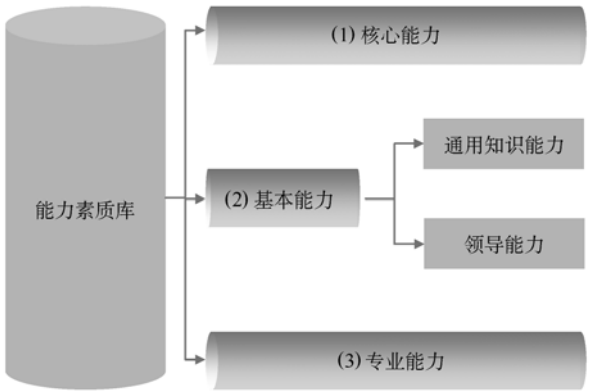 能力素质库
(1) 核心能力
(2) 基本能力
通用知识能力
领导能力
(3) 专业能力